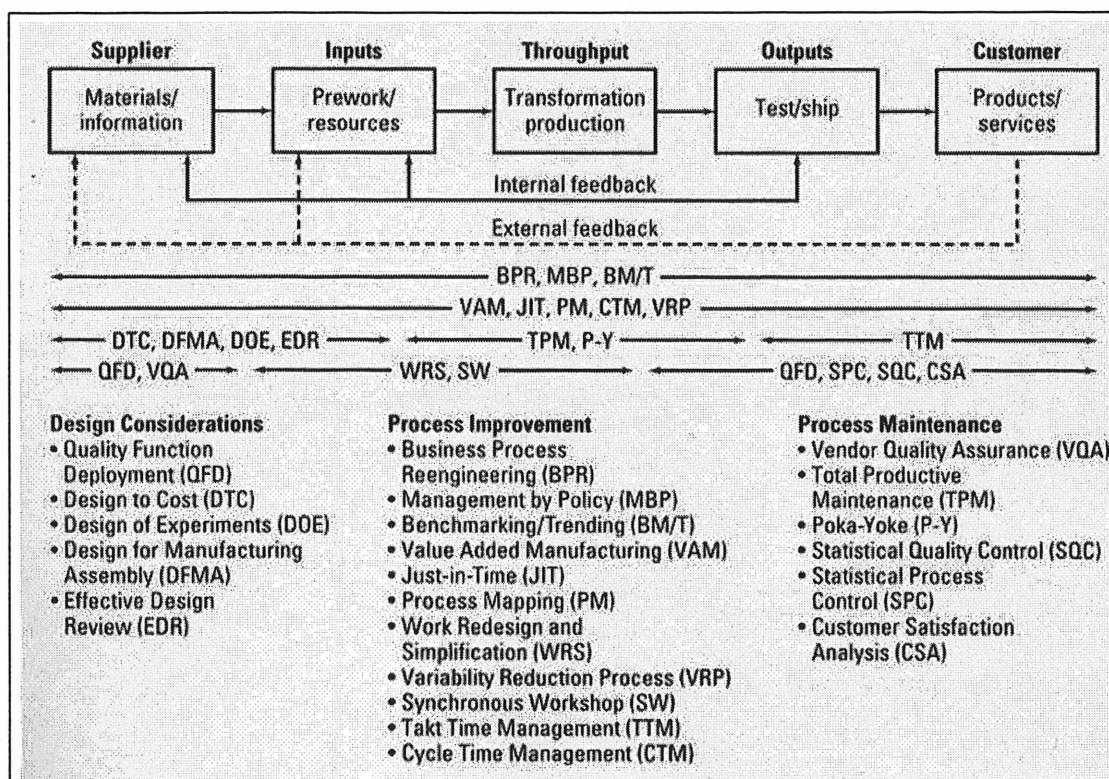 Supplier
Inputs
Throughput
Outputs
Customer
Materials/
information
Prework/
resources
Transformation
production
Test/ship
Products/
services
Internal feedback
External feedback
BPR, MBP, BM/T
VAM, JIT, PM, CTM, VRP
DTC, DFMA, DOE, EDR
TPM, P-Y
TTM
QFD, VQA
WRS, SW
QFD, SPC, SQC, CSA
Design Considerations
• Quality Function
Deployment (QFD)
• Design to Cost (DTC)
• Design of Experiments (DOE)
• Design for Manufacturing
Assembly (DFMA)
• Effective Design
Review (EDR)
Process Improvement
• Business Process
Reengineering (BPR)
• Management by Policy (MBP)
• Benchmarking/Trending (BM/T)
• Value Added Manufacturing (VAM)
• Just-in-Time (JIT)
• Process Mapping (PM)
• Work Redesign and
Simplification (WRS)
• Variability Reduction Process (VRP)
• Synchronous Workshop (SW)
• Takt Time Management (TTM)
• Cycle Time Management (CTM)
Process Maintenance
• Vendor Quality Assurance (VQA)
• Total Productive
Maintenance (TPM)
• Poka-Yoke (P-Y)
• Statistical Quality Control (SQC)
• Statistical Process
Control (SPC)
• Customer Satisfaction
Analysis (CSA)